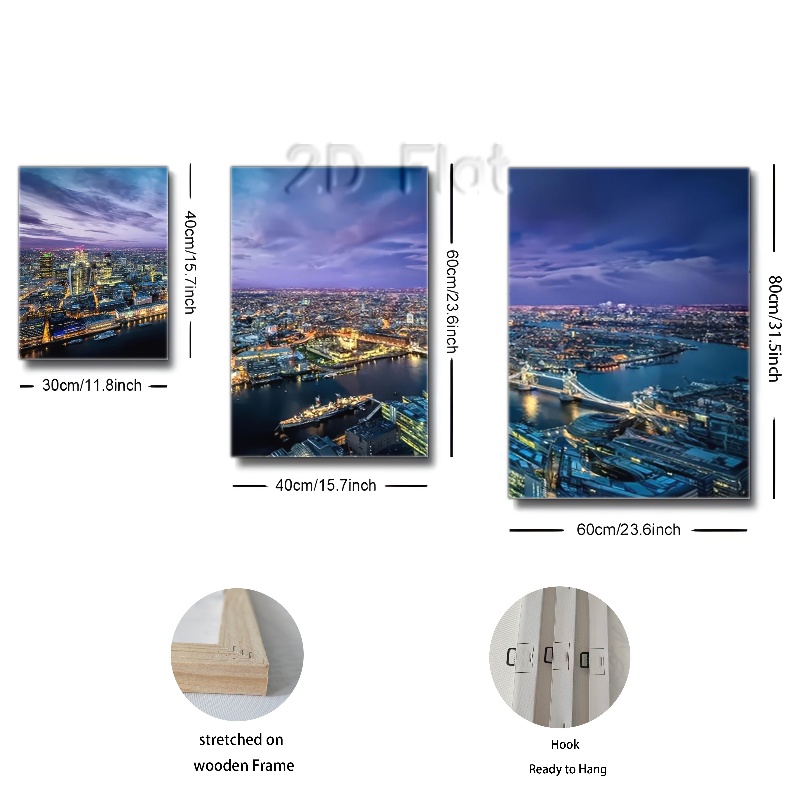 2D Flat
40cm/15.7inch
30cm/11.8inch
60cm/23.6inch
40cm/15.7inch
80cm/31.5inch
60cm/23.6inch
stretched on
wooden Frame
Hook
Ready to Hang